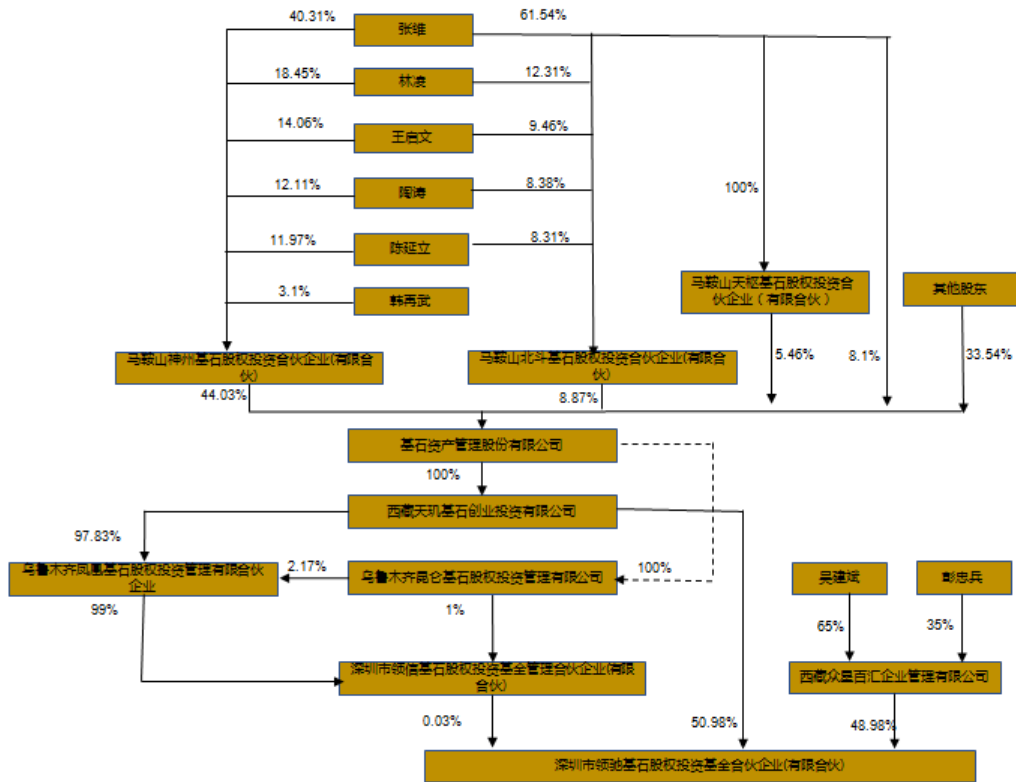 40.31%
张维
61.54%
18.45%
林凌
12.31%
14.06%
王启文
9.46%
12.11%
陶涛
8.38%
100%
11.97%
陈延立
8.31%
3.1%
韩再武
马鞍山天枢基石股权投资合
伙企业（有限合伙）
其他股东
马鞍山神州基石股权投资合伙企业(有限合
伙)
马鞍山北斗基石股权投资合伙企业(有限合
伙)
5.46%
8.1%
33.54%
44.03%
8.87%
基石资产管理股份有限公司
100%
西藏天玑基石创业投资有限公司
97.83%
乌鲁木齐凤凰基石股权投资管理有限合伙
企业
2.17%
乌鲁木齐昆仑基石股权投资管理有限公司
100%
吴建斌
彭忠兵
99%
1%
65%
35%
深圳市领信基石股权投资基金管理合伙企业(有限
合伙)
西藏众星百汇企业管理有限公司
0.03%
50.98%
48.98%
深圳市领驰基石股权投资基金合伙企业(有限合伙)